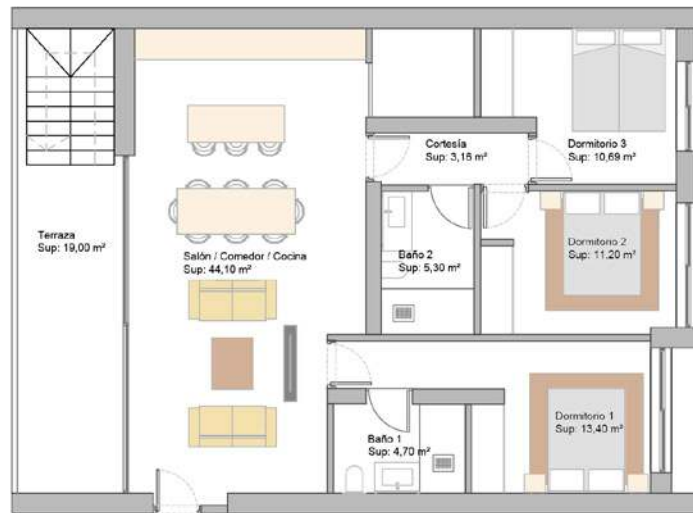 Cortesía
Sup: 3,16 m²
Dormitorio 3
Sup: 10,69 m²
Terraza
Sup: 19,00 m²
Salón / Comedor / Cocina
Sup: 44,10 m²
Baño 2
Sup: 5,30 m²
Dormitorio 2
Sup: 11,20 m²
Dormitorio 1
Sup: 13,40 m²
Baño 1
Sup: 4,70 m²